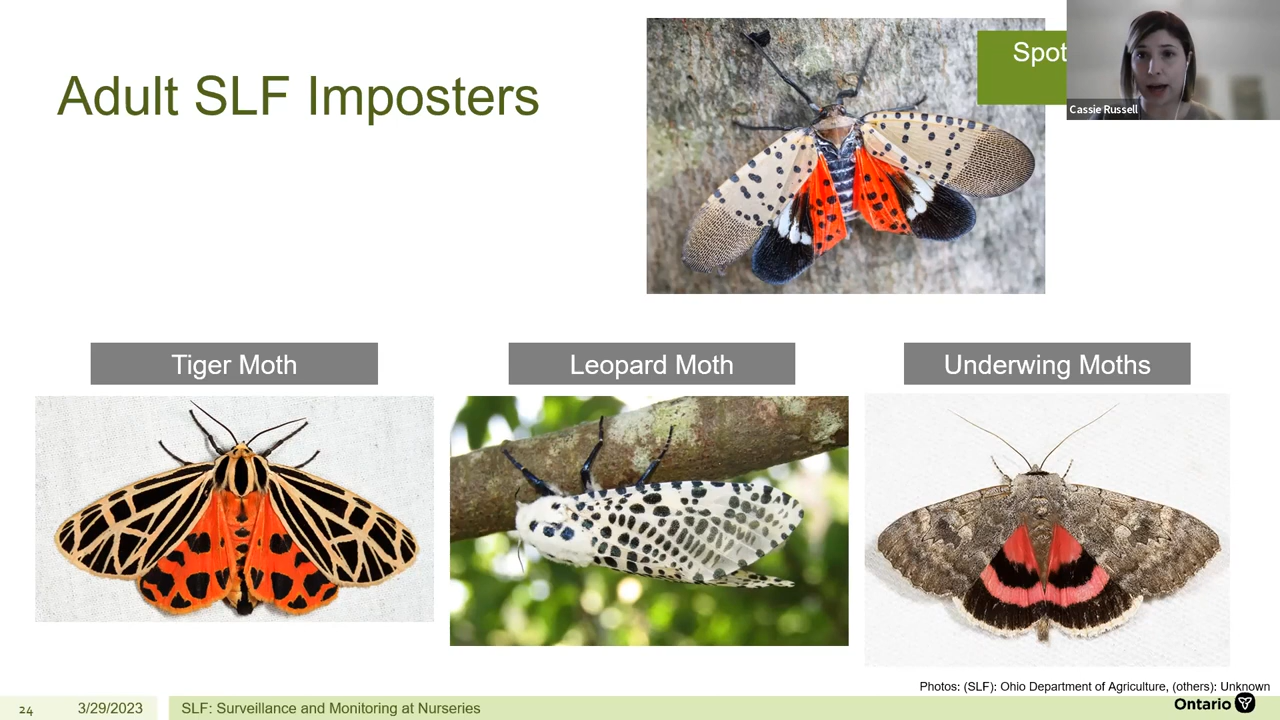 Adult SLF Imposters
Cassie Russell
Tiger Moth
Leopard Moth
Underwing Moths
Photos: (SLF): Ohio Department of Agriculture, (others): Unknown
24
3/29/2023
SLF: Surveillance and Monitoring at Nurseries
Ontario